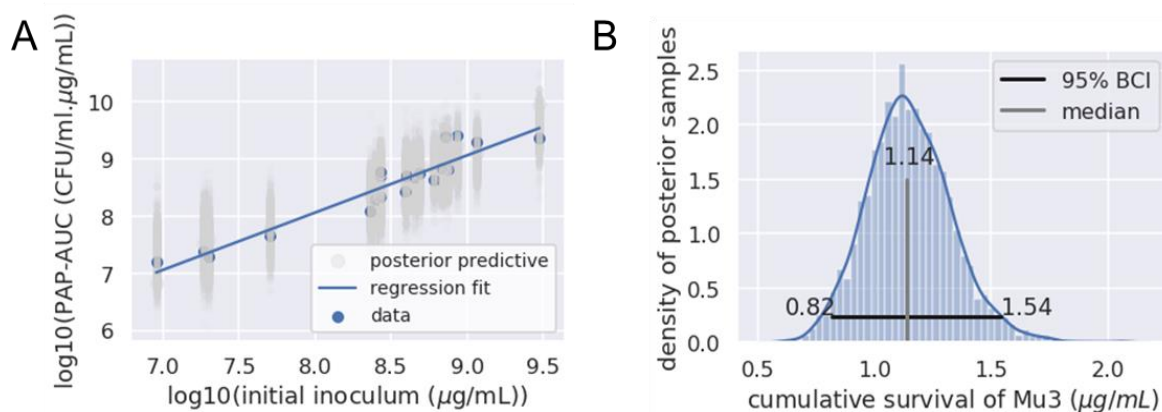 A
log10(PAP-AUC (CFU/ml.μg/mL)
10
9
8
7
6
posterior predictive
regression fit
data
7.0 7.5 8.0 8.5 9.0 9.5
log10(initial inoculum (μg/mL))
B
density of posterior samples
2.5
2.0
1.5
1.0
0.5
0.0
95% BCI
median
1.14
0.82
1.54
0.5 1.0 1.5 2.0
cumulative survival of Mu3 (μg/mL)